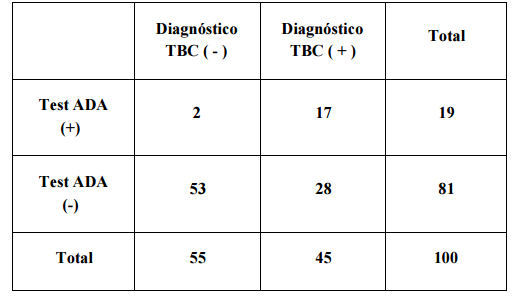 Diagnóstico
TBC ( - )
Diagnóstico
TBC ( + )
Total
Test ADA
(+)
2
17
19
Test ADA
(-)
53
28
81
Total
55
45
100